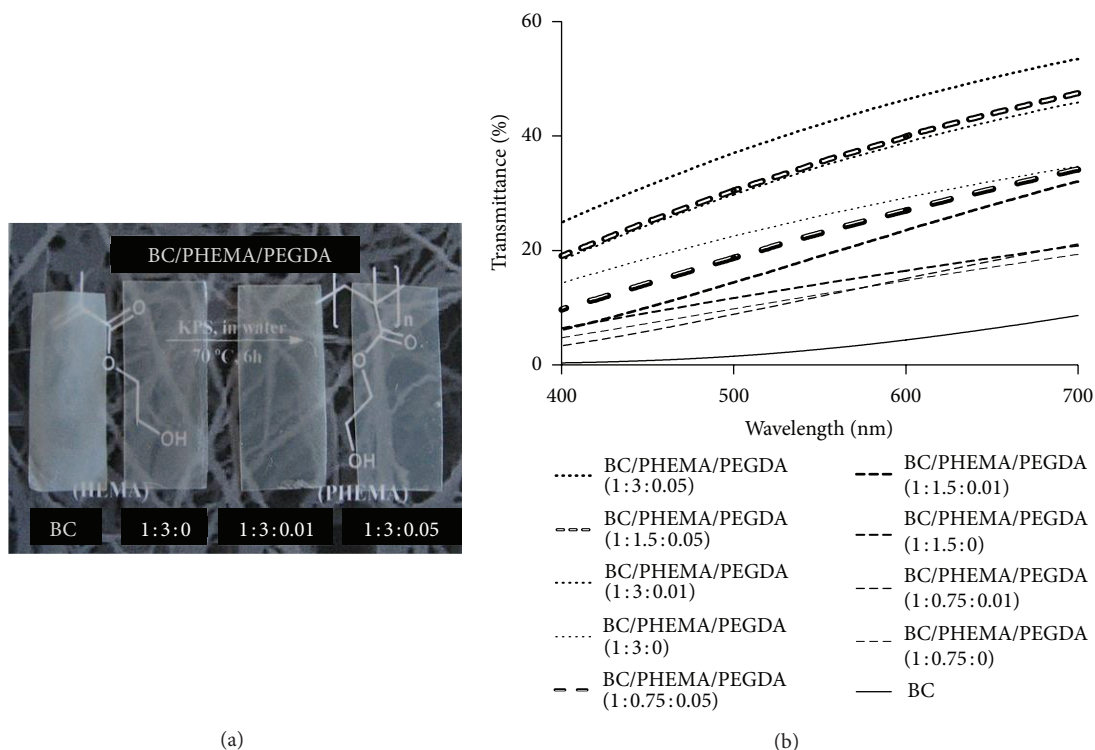 BC/PHEMA/PEGDA
KPS, in water
70 ºC, 6h
O
O
OH
(HEMA)
n
O
O
OH
(PHEMA)
BC
1:3:0
1:3:0.01
1:3:0.05
(a)
Transmittance (%)
60
40
20
0
400
500
600
700
Wavelength (nm)
BC/PHEMA/PEGDA
(1:3:0.05)
BC/PHEMA/PEGDA
(1:1.5:0.05)
BC/PHEMA/PEGDA
(1:3:0.01)
BC/PHEMA/PEGDA
(1:3:0)
BC/PHEMA/PEGDA
(1:0.75:0.05)
BC/PHEMA/PEGDA
(1:1.5:0.01)
BC/PHEMA/PEGDA
(1:1.5:0)
BC/PHEMA/PEGDA
(1:0.75:0.01)
BC/PHEMA/PEGDA
(1:0.75:0)
BC
(b)